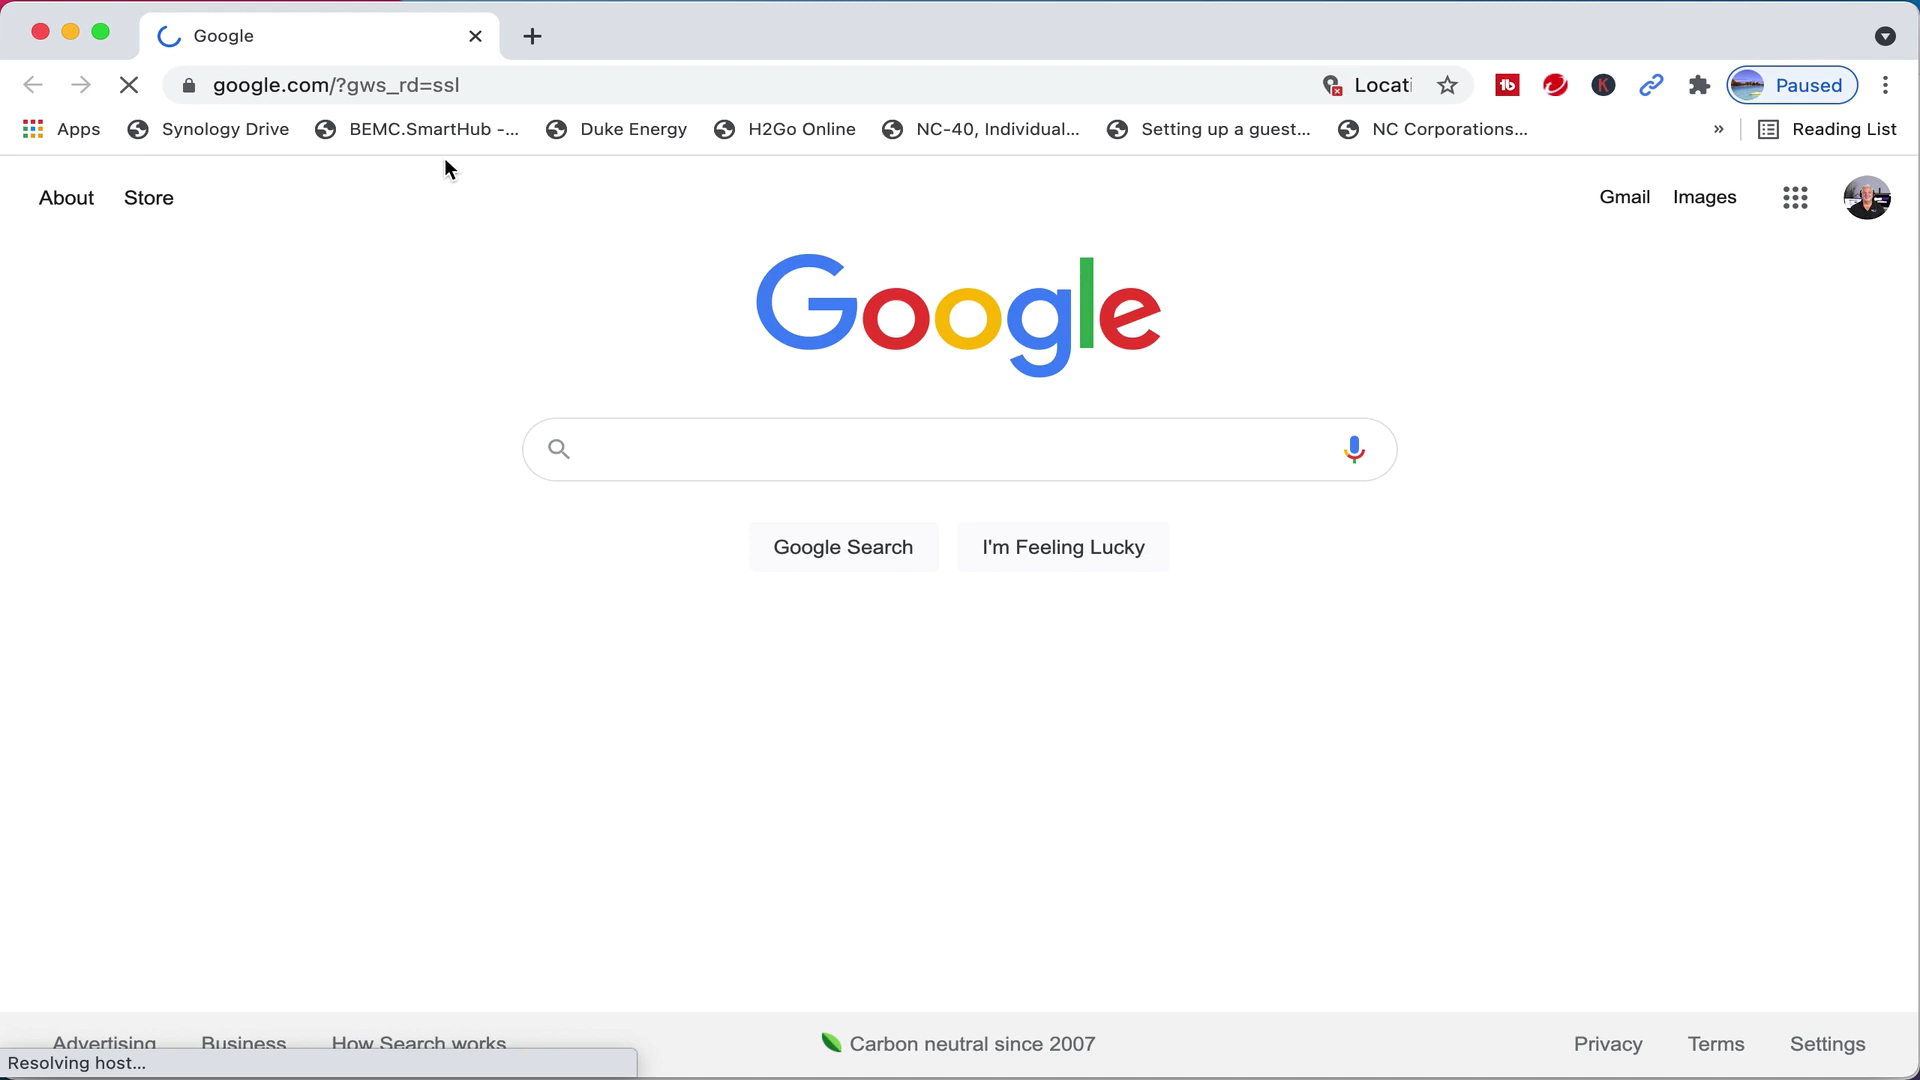 Google
google.com/?gws_rd=ssl
Locati
Paused
Apps
Synology Drive
BEMC.SmartHub -...
Duke Energy
H2Go Online
NC-40, Individual...
Setting up a guest...
NC Corporations...
»
Reading List
About
Store
Gmail
Images
Google
Google Search
I'm Feeling Lucky
Advertising
Business
How Search works
Carbon neutral since 2007
Privacy
Terms
Settings
Resolving host...